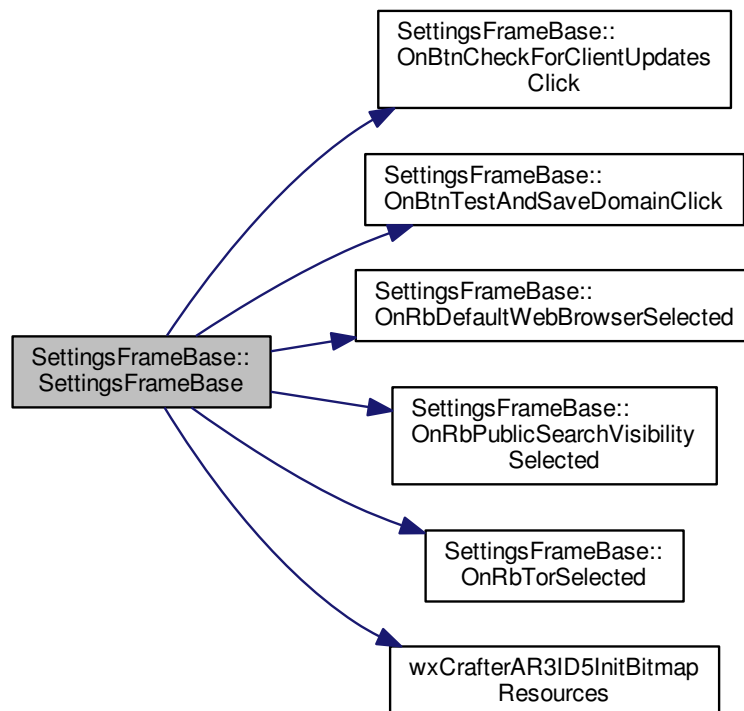 SettingsFrameBase::
OnBtnCheckForClientUpdates
Click
SettingsFrameBase::
OnBtnTestAndSaveDomainClick
SettingsFrameBase::
OnRbDefaultWebBrowserSelected
SettingsFrameBase::
SettingsFrameBase
SettingsFrameBase::
OnRbPublicSearchVisibility
Selected
SettingsFrameBase::
OnRbTorSelected
wxCrafterAR3ID5InitBitmap
Resources